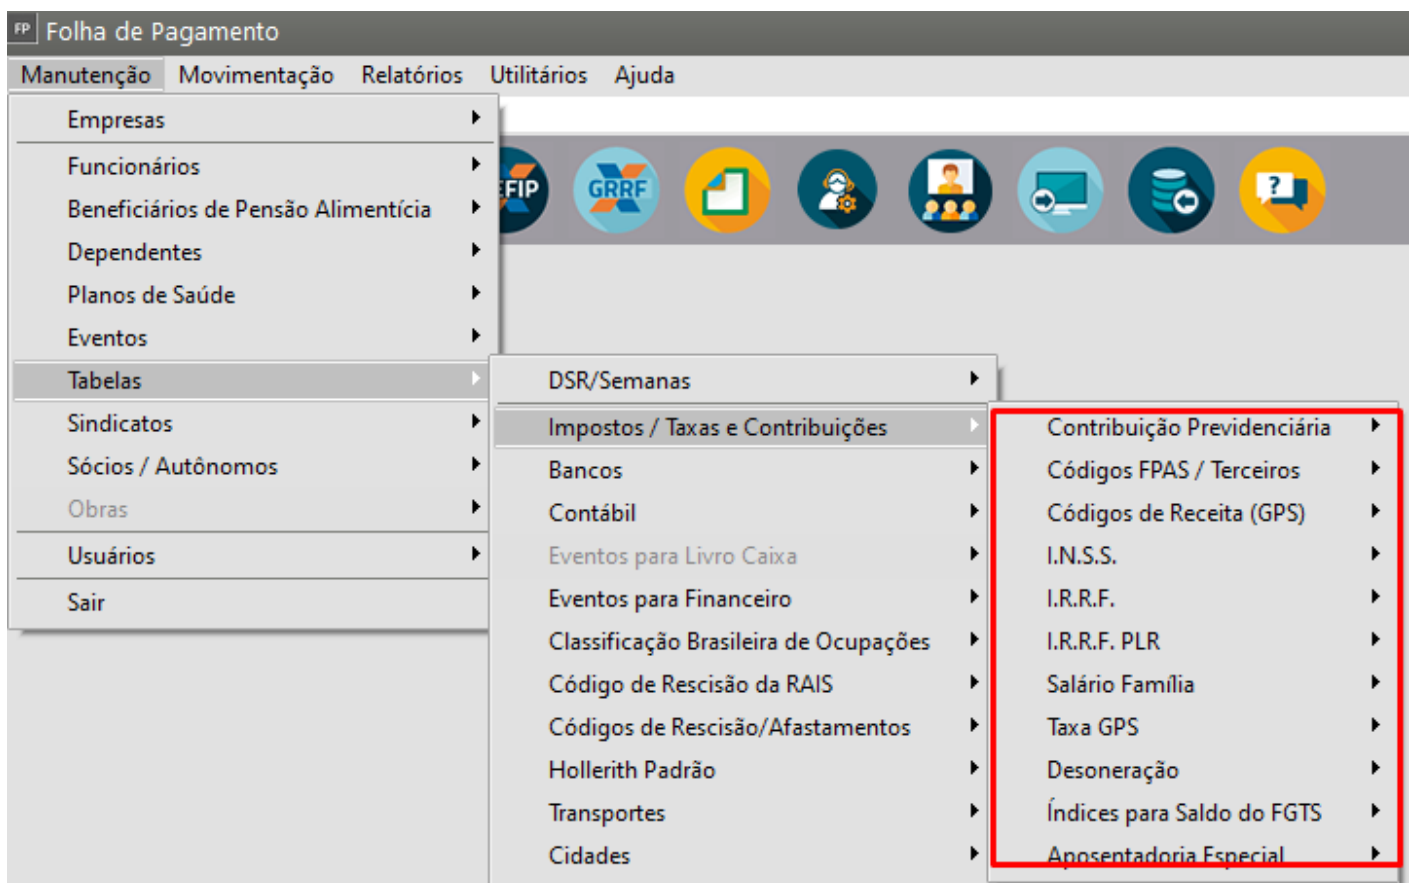 FP Folha de Pagamento
Manutenção Movimentação Relatórios Utilitários Ajuda
Empresas
Funcionários
Beneficiários de Pensão Alimentícia
Dependentes
Planos de Saúde
Eventos
Tabelas
Sindicatos
Sócios / Autônomos
Obras
Usuários
Sair
EFIP
GRRF
?
DSR/Semanas
Impostos / Taxas e Contribuições
Bancos
Contábil
Eventos para Livro Caixa
Eventos para Financeiro
Classificação Brasileira de Ocupações
Código de Rescisão da RAIS
Códigos de Rescisão/Afastamentos
Hollerith Padrão
Transportes
Cidades
Contribuição Previdenciária
Códigos FPAS / Terceiros
Códigos de Receita (GPS)
I.N.S.S.
I.R.R.F.
I.R.R.F. PLR
Salário Família
Taxa GPS
Desoneração
Índices para Saldo do FGTS
Aposentadoria Especial